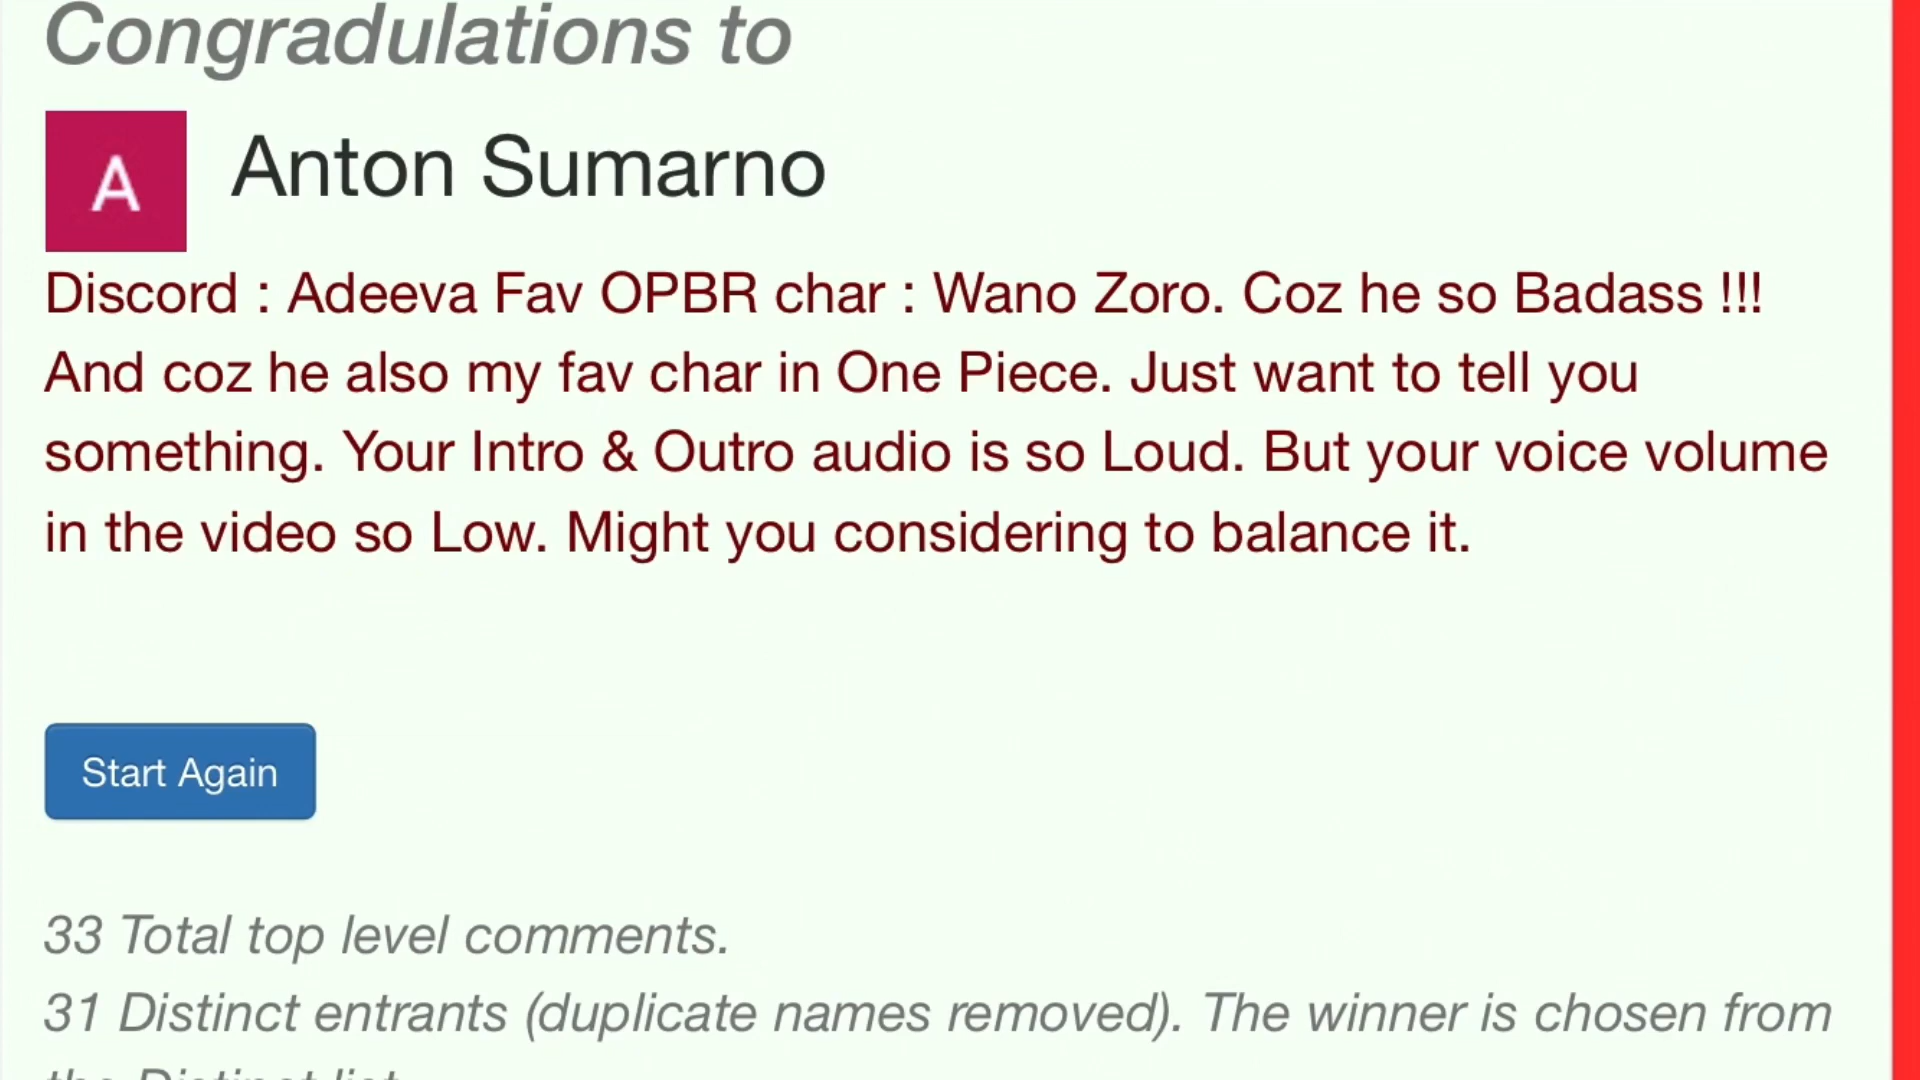 Congradulations to
A
Anton Sumarno
Discord : Adeeva Fav OPBR char : Wano Zoro. Coz he so Badass !!!
And coz he also my fav char in One Piece. Just want to tell you
something. Your Intro & Outro audio is so Loud. But your voice volume
in the video so Low. Might you considering to balance it.
Start Again
33 Total top level comments.
31 Distinct entrants (duplicate names removed). The winner is chosen from
the Distinct list